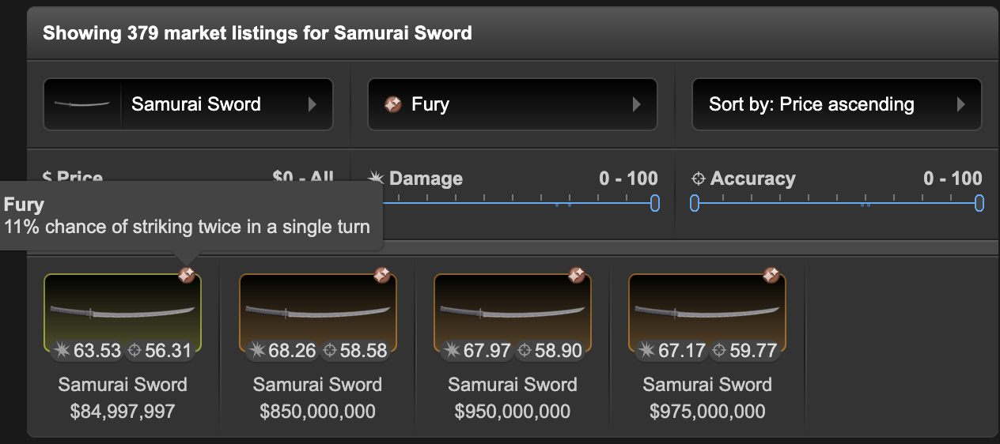 Showing 379 market listings for Samurai Sword
Samurai Sword
Fury
Sort by: Price ascending
$ Price $0 - All
Damage 0 - 100
Accuracy 0 - 100
Fury
11% chance of striking twice in a single turn
63.53 56.31
68.26 58.58
67.97 58.90
67.17 59.77
Samurai Sword
Samurai Sword
Samurai Sword
Samurai Sword
$84,997,997
$850,000,000
$950,000,000
$975,000,000